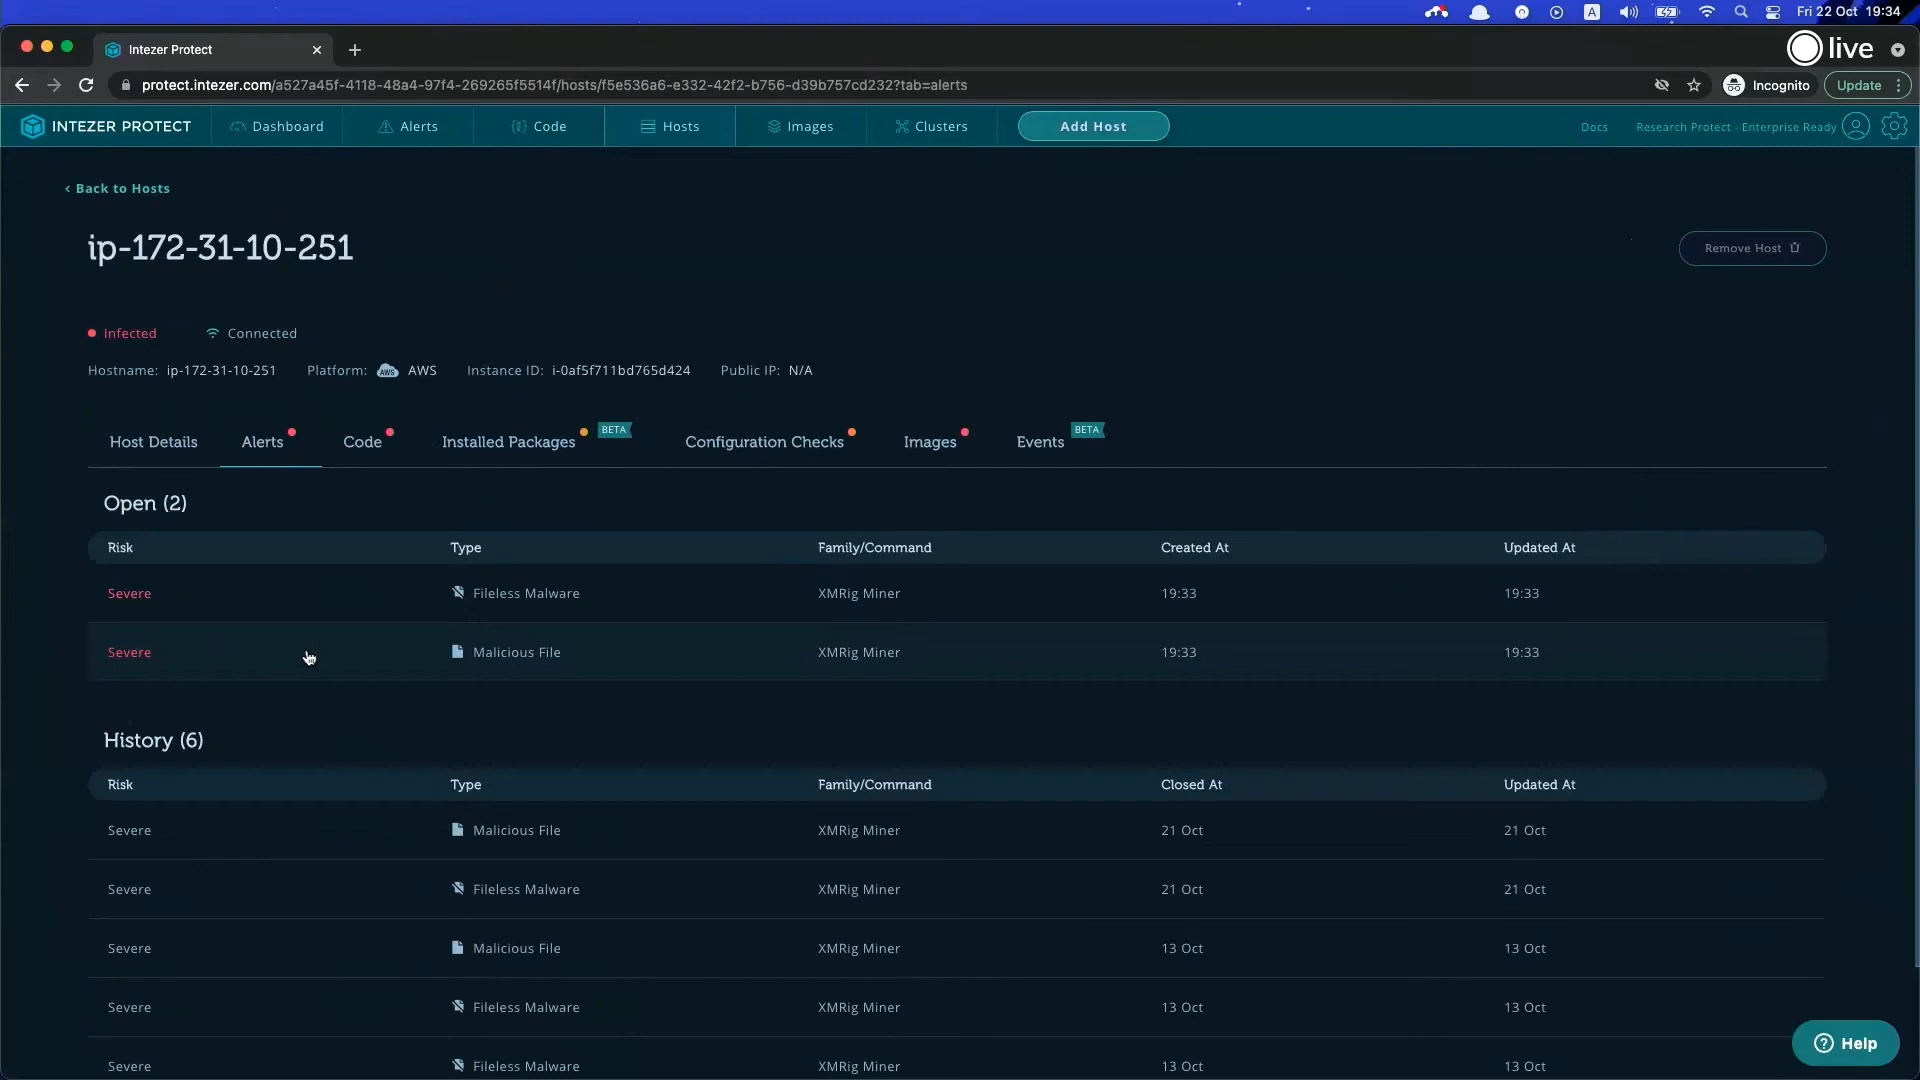 A Fri 22 Oct 19:34
Intezer Protect
live
protect.intezer.com/a527a45f-4118-48a4-97f4-269265f5514f/hosts/f5e536a6-e332-42f2-b756-d39b757cd232?tab=alerts Incognito Update
INTEZER PROTECT Dashboard Alerts Code Hosts Images Clusters Add Host Docs Research Protect - Enterprise Ready
< Back to Hosts
ip-172-31-10-251
Remove Host
Infected Connected
Hostname: ip-172-31-10-251 Platform: AWS AWS Instance ID: i-0af5f711bd765d424 Public IP: N/A
Host Details Alerts Code Installed Packages BETA Configuration Checks Images Events BETA
Open (2)
Risk Type Family/Command Created At Updated At
Severe Fileless Malware XMRig Miner 19:33 19:33
Severe Malicious File XMRig Miner 19:33 19:33
History (6)
Risk Type Family/Command Closed At Updated At
Severe Malicious File XMRig Miner 21 Oct 21 Oct
Severe Fileless Malware XMRig Miner 21 Oct 21 Oct
Severe Malicious File XMRig Miner 13 Oct 13 Oct
Severe Fileless Malware XMRig Miner 13 Oct 13 Oct
Severe Fileless Malware XMRig Miner 13 Oct 13 Oct
Help